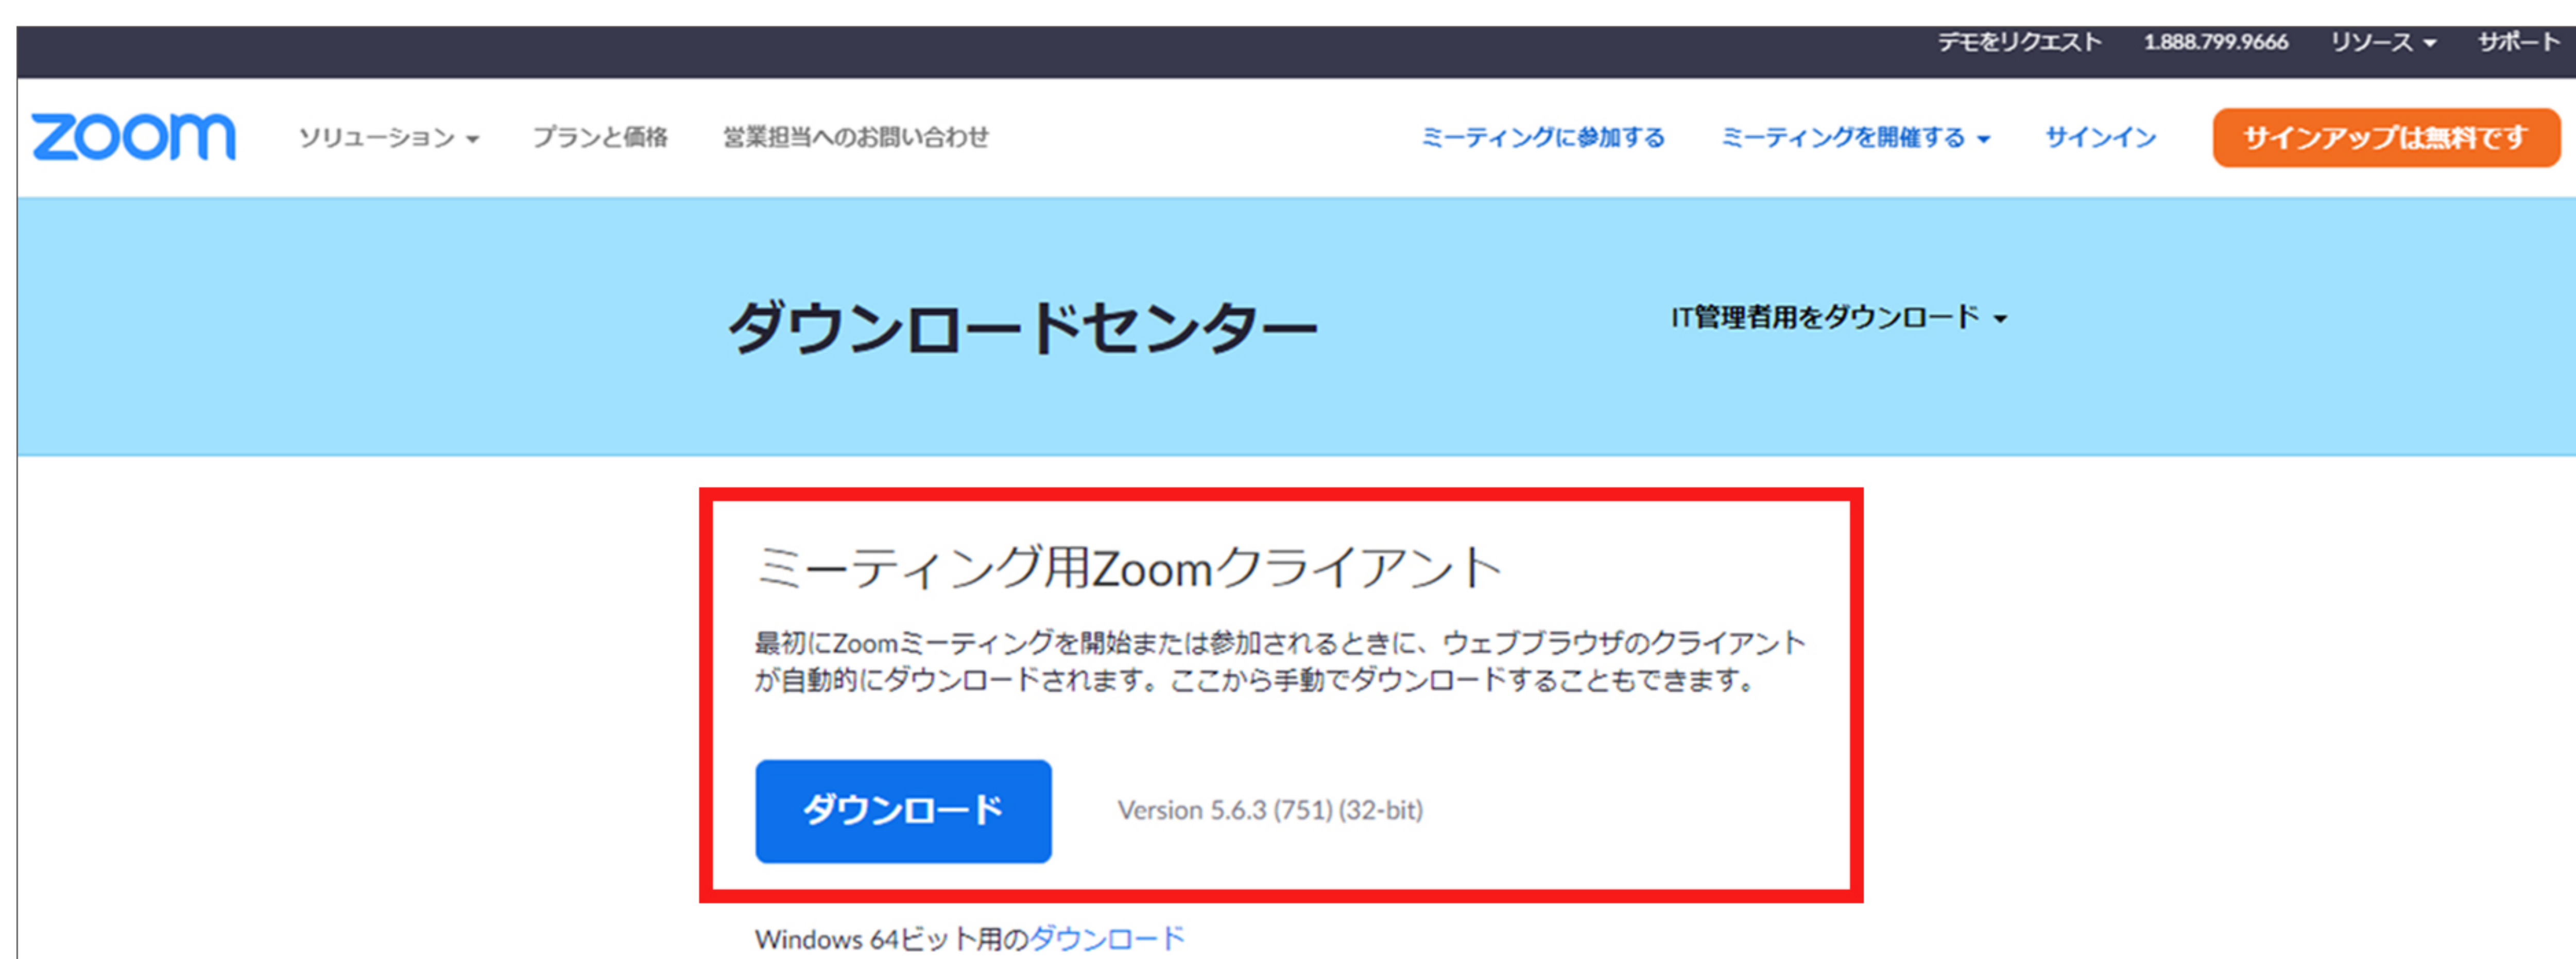 デモをリクエスト 1.888.799.9666 リソース サポート
zoom ソリューション プランと価格 営業担当へのお問い合わせ ミーティングに参加する ミーティングを開催する サインイン サインアップは無料です
ダウンロードセンター IT管理者用をダウンロード
ミーティング用Zoomクライアント
最初にZoomミーティングを開始または参加されるときに、ウェブブラウザのクライアント
が自動的にダウンロードされます。ここから手動でダウンロードすることもできます。
ダウンロード Version 5.6.3 (751) (32-bit)
Windows 64ビット用のダウンロード